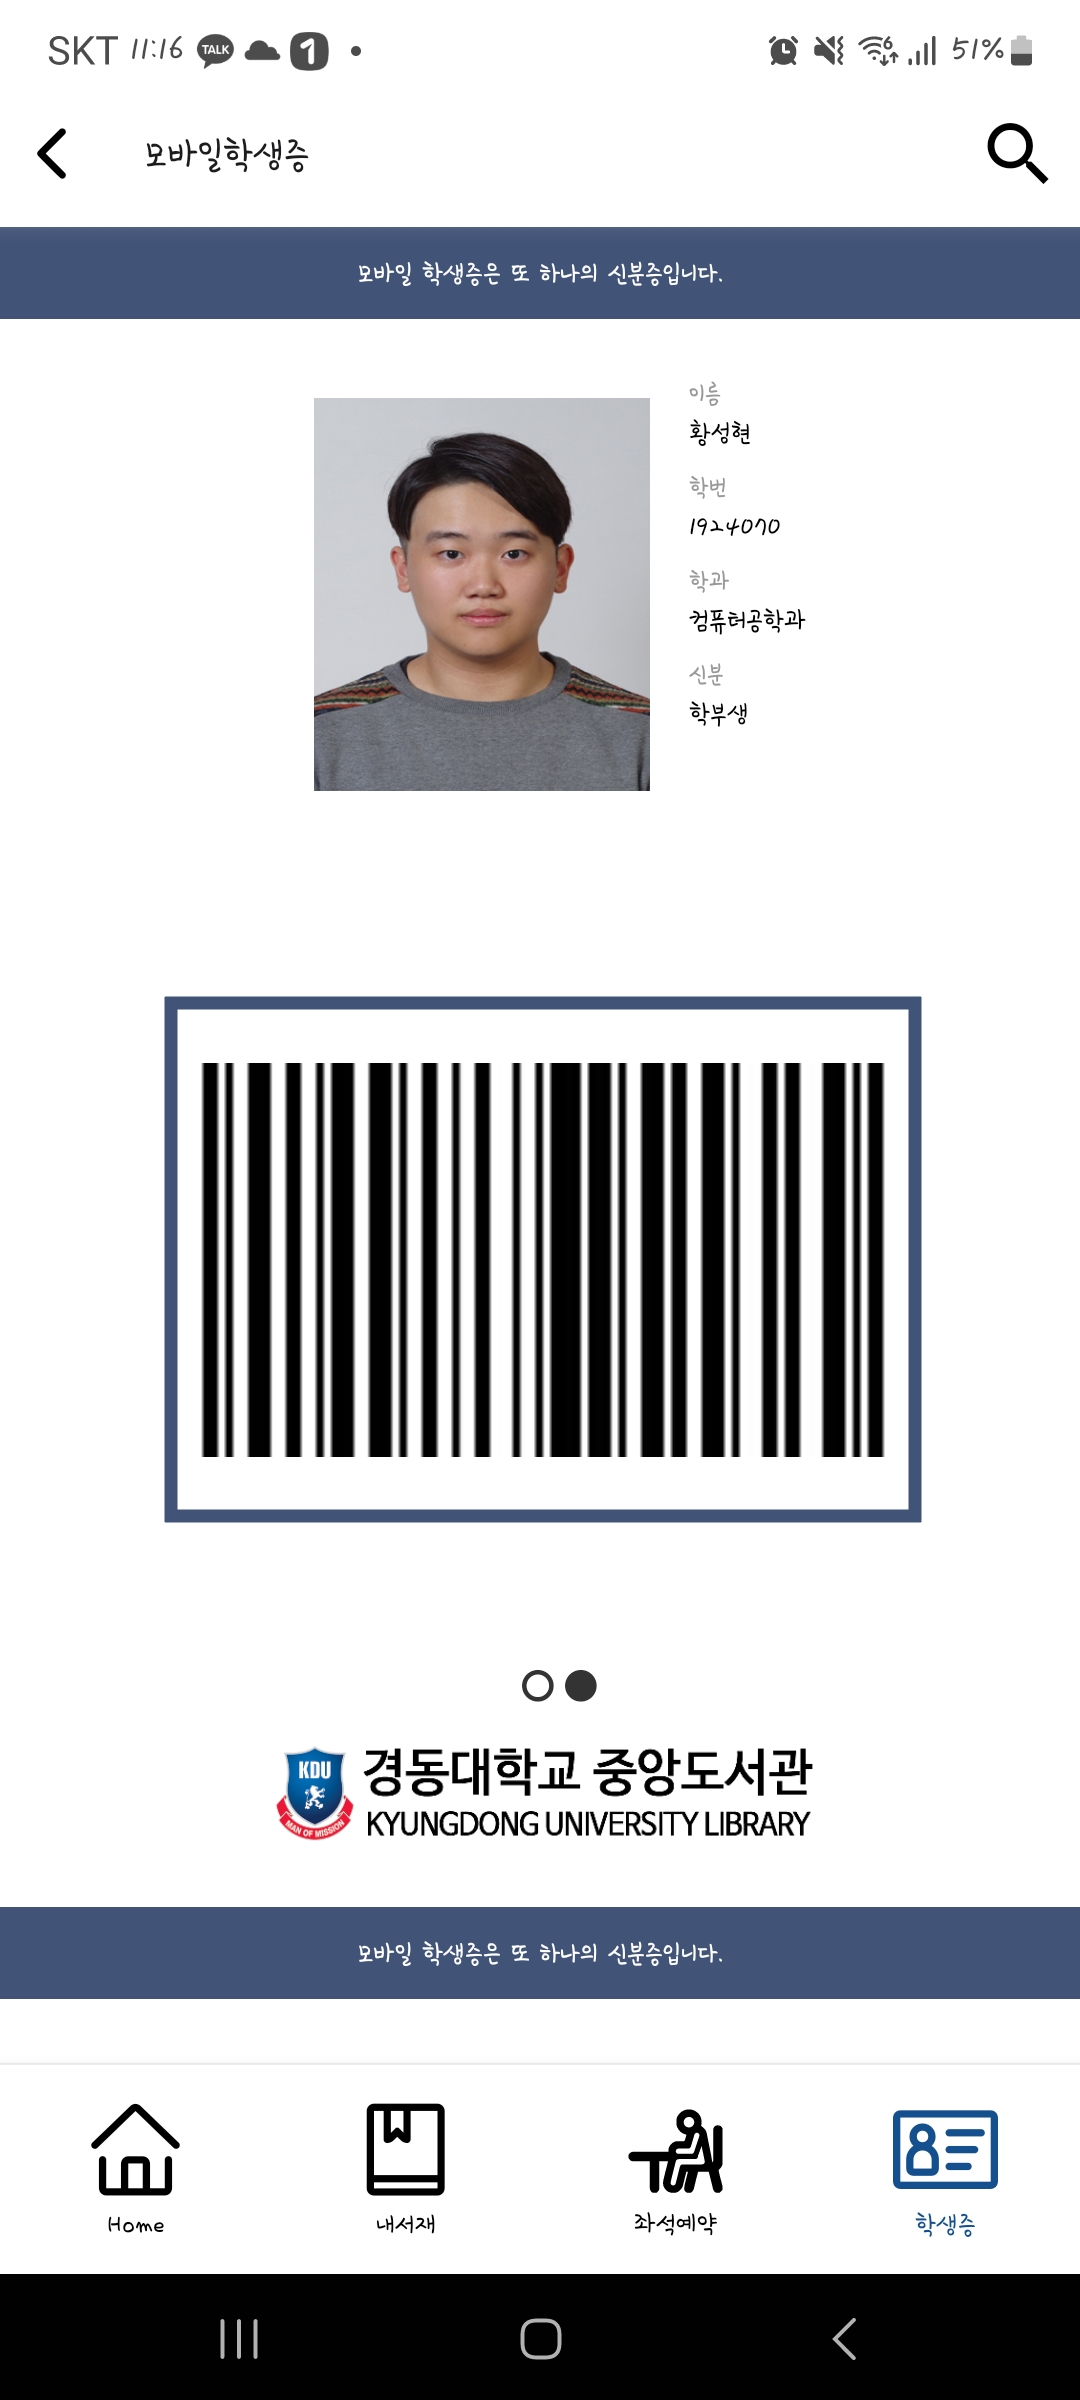 SKT 11:16 TALK 1 51%
모바일학생증
모바일 학생증은 또 하나의 신분증입니다.
이름
황성현
학번
1924070
학과
컴퓨터공학과
신분
학부생
KDU
MAN OF MISSION
경동대학교 중앙도서관
KYUNGDONG UNIVERSITY LIBRARY
모바일 학생증은 또 하나의 신분증입니다.
Home 내서재 좌석예약 학생증